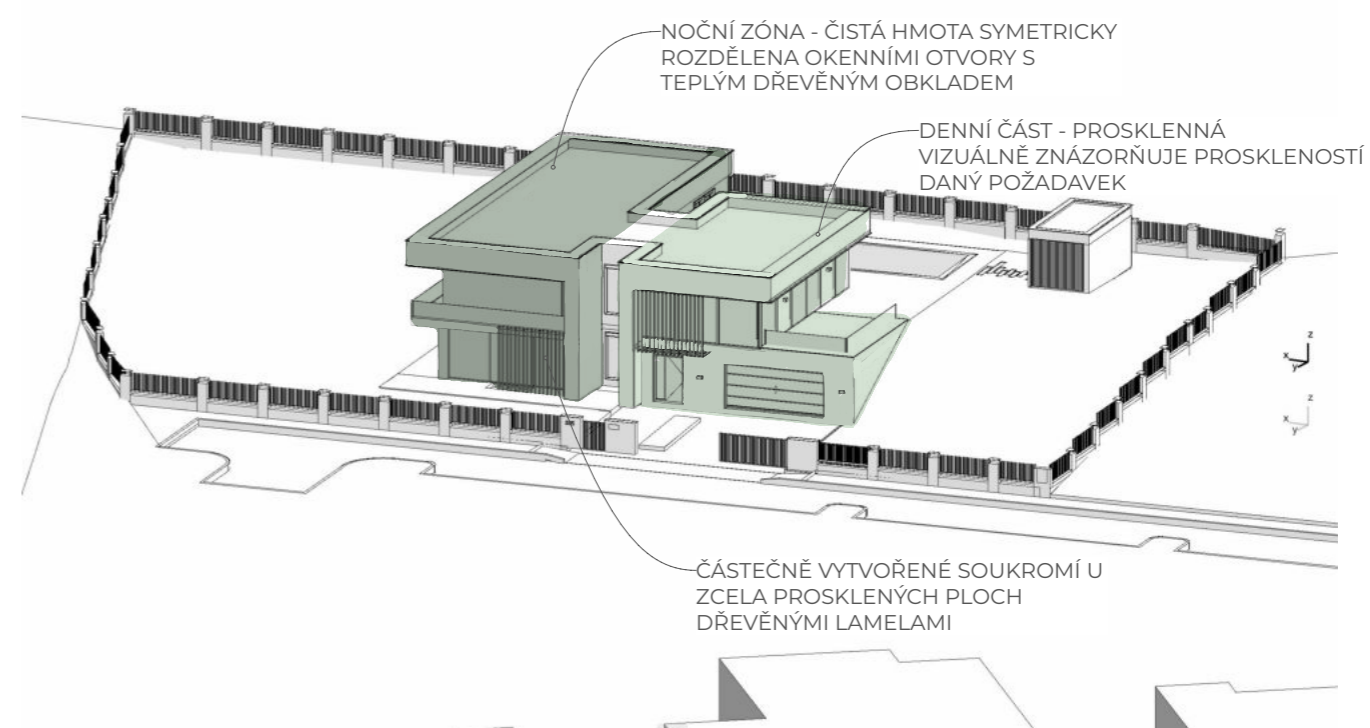 NOČNÍ ZÓNA - ČISTÁ HMOTA SYMETRICKY
ROZDĚLENA OKENNÍMI OTVORY S
TEPLÝM DŘEVĚNÝM OBKLADEM
DENNÍ ČÁST - PROSKLENNÁ
VIZUÁLNĚ ZNÁZORŇUJE PROSKLENOSTÍ
DANÝ POŽADAVEK
z
x
y
z
x
y
ČÁSTEČNĚ VYTVOŘENÉ SOUKROMÍ U
ZCELA PROSKLENÝCH PLOCH
DŘEVĚNÝMI LAMELAMI